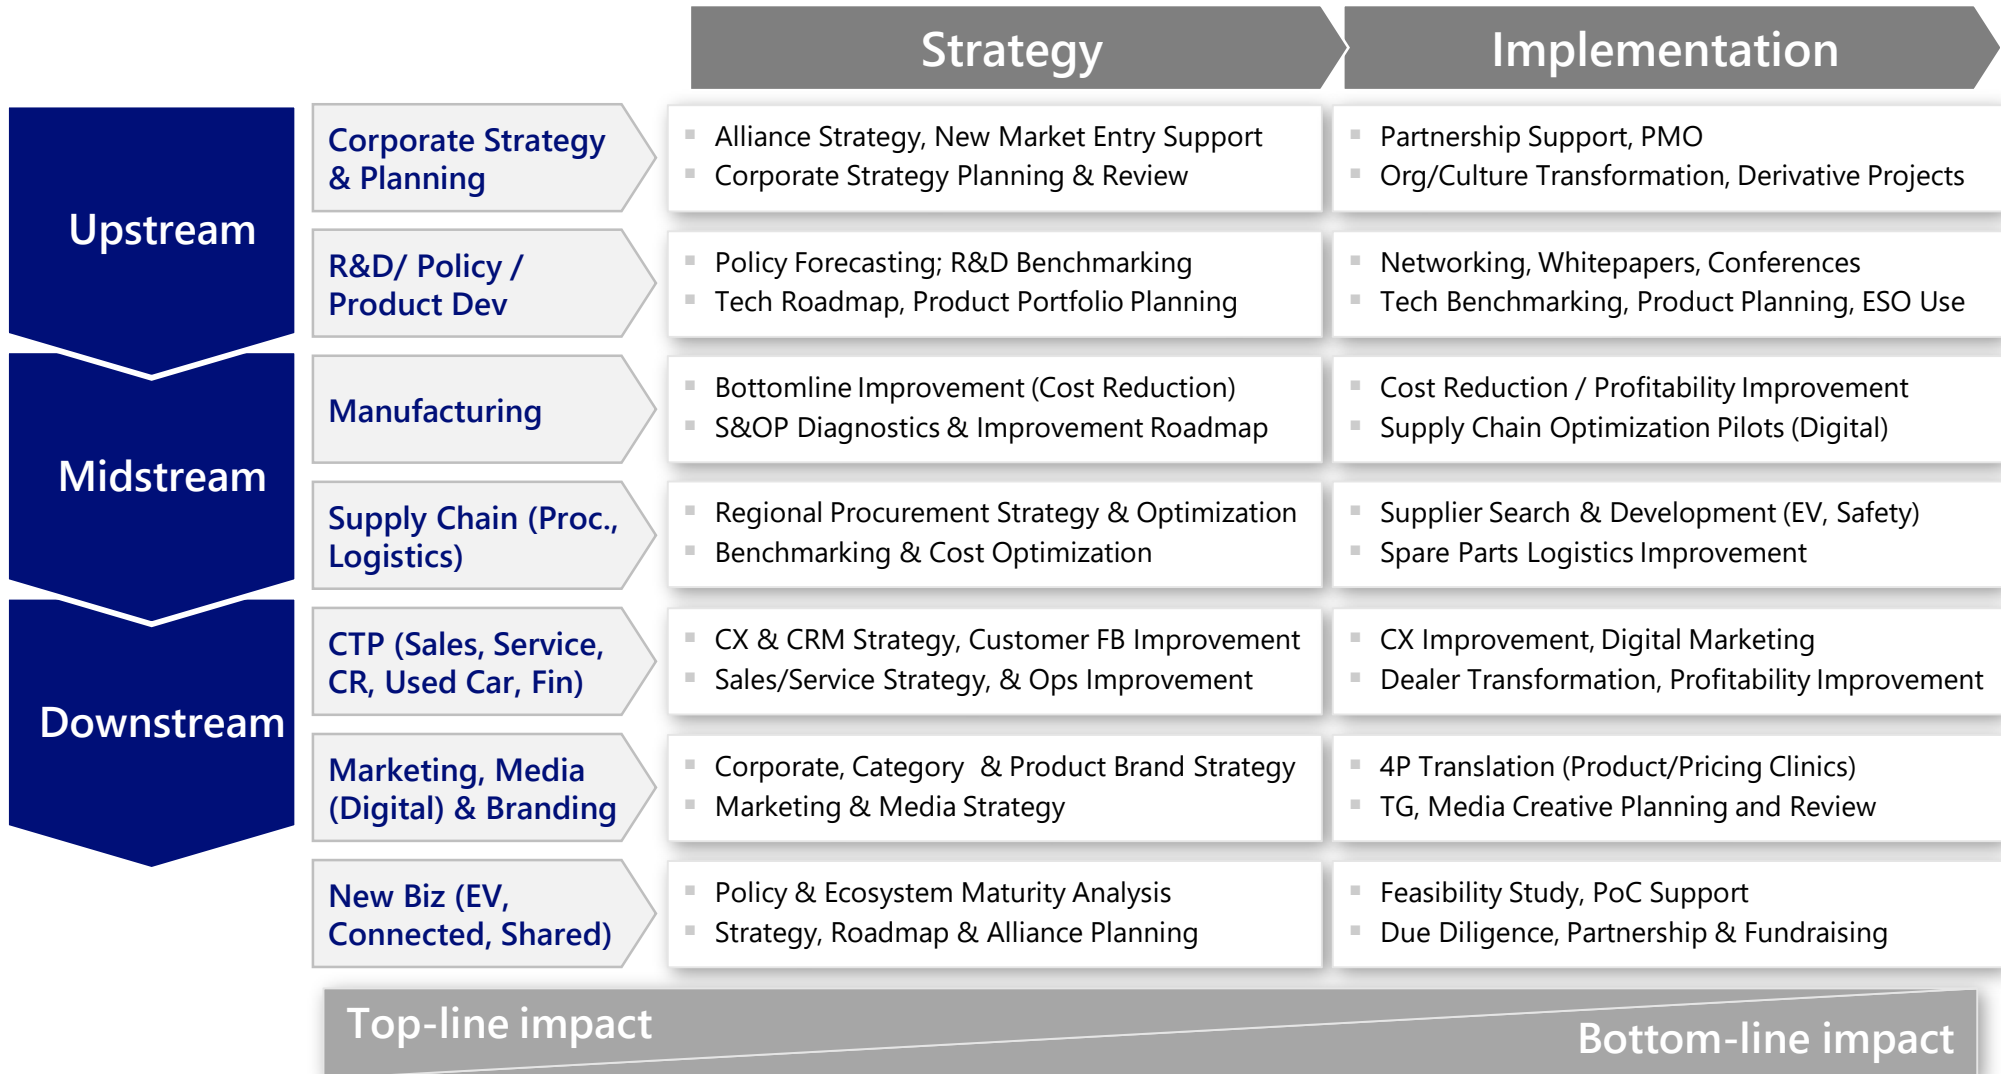 Strategy
Implementation
Upstream
Corporate Strategy
& Planning
Alliance Strategy, New Market Entry Support
Corporate Strategy Planning & Review
Partnership Support, PMO
Org/Culture Transformation, Derivative Projects
R&D/ Policy /
Product Dev
Policy Forecasting; R&D Benchmarking
Tech Roadmap, Product Portfolio Planning
Networking, Whitepapers, Conferences
Tech Benchmarking, Product Planning, ESO Use
Midstream
Manufacturing
Bottomline Improvement (Cost Reduction)
S&OP Diagnostics & Improvement Roadmap
Cost Reduction / Profitability Improvement
Supply Chain Optimization Pilots (Digital)
Supply Chain (Proc.,
Logistics)
Regional Procurement Strategy & Optimization
Benchmarking & Cost Optimization
Supplier Search & Development (EV, Safety)
Spare Parts Logistics Improvement
Downstream
CTP (Sales, Service,
CR, Used Car, Fin)
CX & CRM Strategy, Customer FB Improvement
Sales/Service Strategy, & Ops Improvement
CX Improvement, Digital Marketing
Dealer Transformation, Profitability Improvement
Marketing, Media
(Digital) & Branding
Corporate, Category & Product Brand Strategy
Marketing & Media Strategy
4P Translation (Product/Pricing Clinics)
TG, Media Creative Planning and Review
New Biz (EV,
Connected, Shared)
Policy & Ecosystem Maturity Analysis
Strategy, Roadmap & Alliance Planning
Feasibility Study, PoC Support
Due Diligence, Partnership & Fundraising
Top-line impact
Bottom-line impact